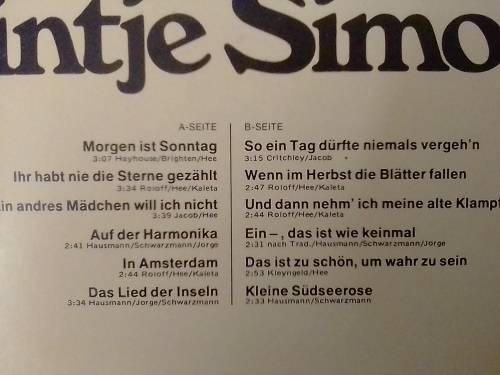 intje Simo
A-SEITE
Morgen ist Sonntag
3:07 Hayhouse/Brighten/Hee
Ihr habt nie die Sterne gezählt
3:34 Roloff/Hee/Kaleta
in andres Mädchen will ich nicht
3:39 Jacob/Hee
Auf der Harmonika
2:41 Hausmann/Schwarzmann/Jorge
In Amsterdam
2:44 Roloff/Hee/Kaleta
Das Lied der Inseln
3:34 Hausmann/Jorge/Schwarzmann
B-SEITE
So ein Tag dürfte niemals vergeh'n
3:15 Critchley/Jacob
Wenn im Herbst die Blätter fallen
2:47 Roloff/Hee/Kaleta
Und dann nehm' ich meine alte Klampf
2:44 Roloff/Hee/Kaleta
Ein –, das ist wie keinmal
2:31 nach Trad./Hausmann/Schwarzmann/Jorge
Das ist zu schön, um wahr zu sein
2:53 Kleyngeld/Hee
Kleine Südseerose
2:33 Hausmann/Jorge/Schwarzmann